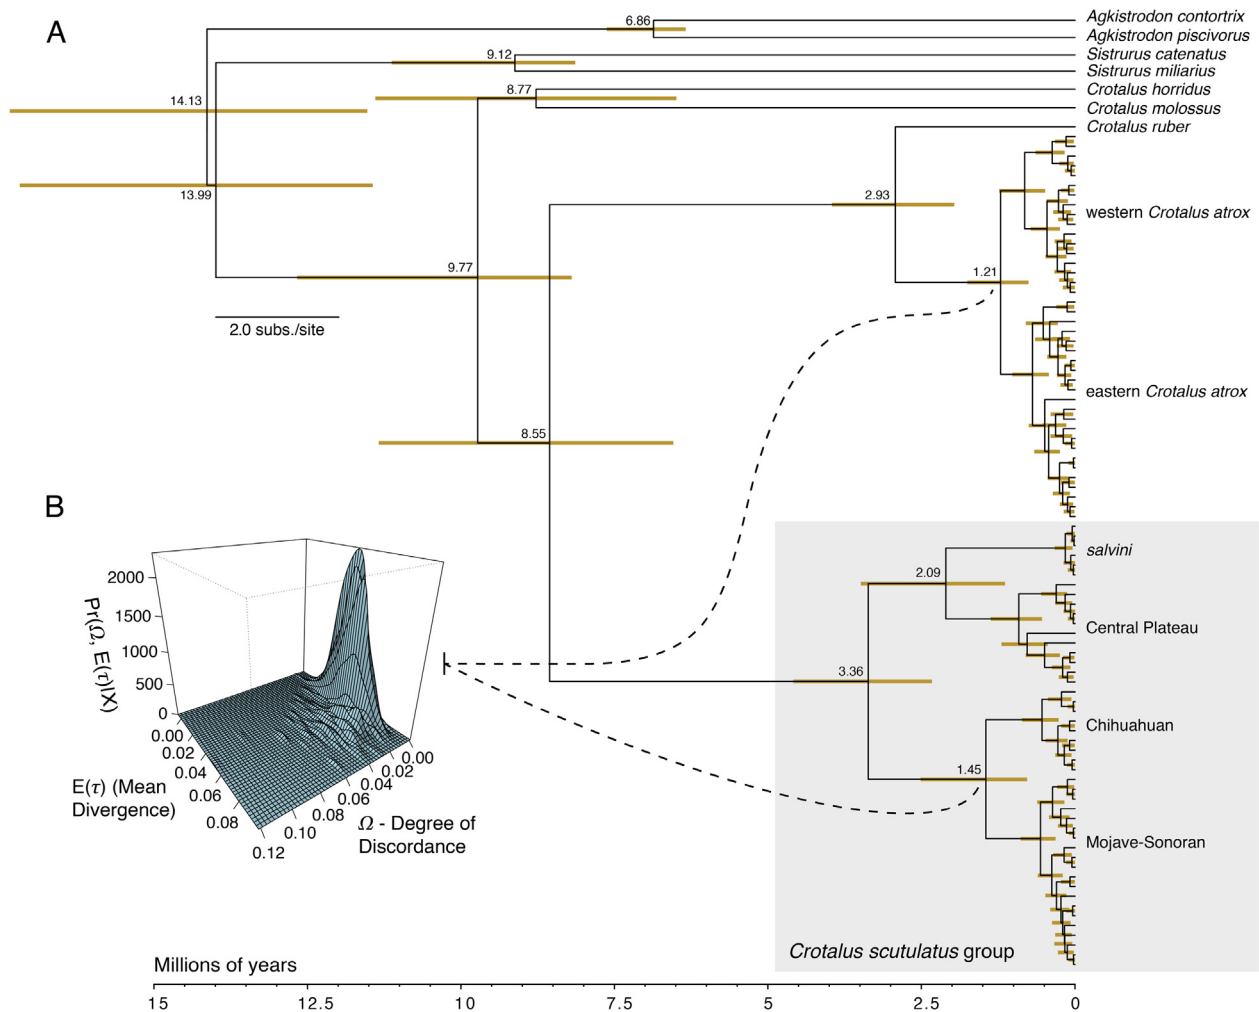 A
6.86
Agkistrodon contortrix
Agkistrodon piscivorus
9.12
Sistrurus catenatus
Sistrurus miliarius
8.77
Crotalus horridus
Crotalus molossus
14.13
Crotalus ruber
13.99
2.93
western Crotalus atrox
9.77
1.21
2.0 subs./site
eastern Crotalus atrox
8.55
B
salvini
2.09
Central Plateau
3.36
Chihuahuan
1.45
Mojave-Sonoran
Crotalus scutulatus group
Pr(Ω, E(τ)|X)
2000
1500
1000
500
0
0.00
0.02
0.04
0.06
0.08
E(τ) (Mean
Divergence)
0.00
0.02
0.04
0.06
0.08
0.10
0.12
Ω - Degree of
Discordance
Millions of years
15 12.5 10 7.5 5 2.5 0